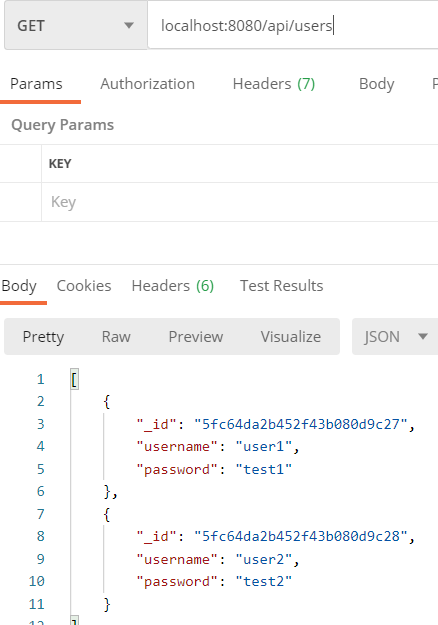 GET localhost:8080/api/users
Params Authorization Headers (7) Body
Query Params
KEY
Key
Body Cookies Headers (6) Test Results
Pretty Raw Preview Visualize JSON
1 [
2 {
3 "_id": "5fc64da2b452f43b080d9c27",
4 "username": "user1",
5 "password": "test1"
6 },
7 {
8 "_id": "5fc64da2b452f43b080d9c28",
9 "username": "user2",
10 "password": "test2"
11 }
12 ]